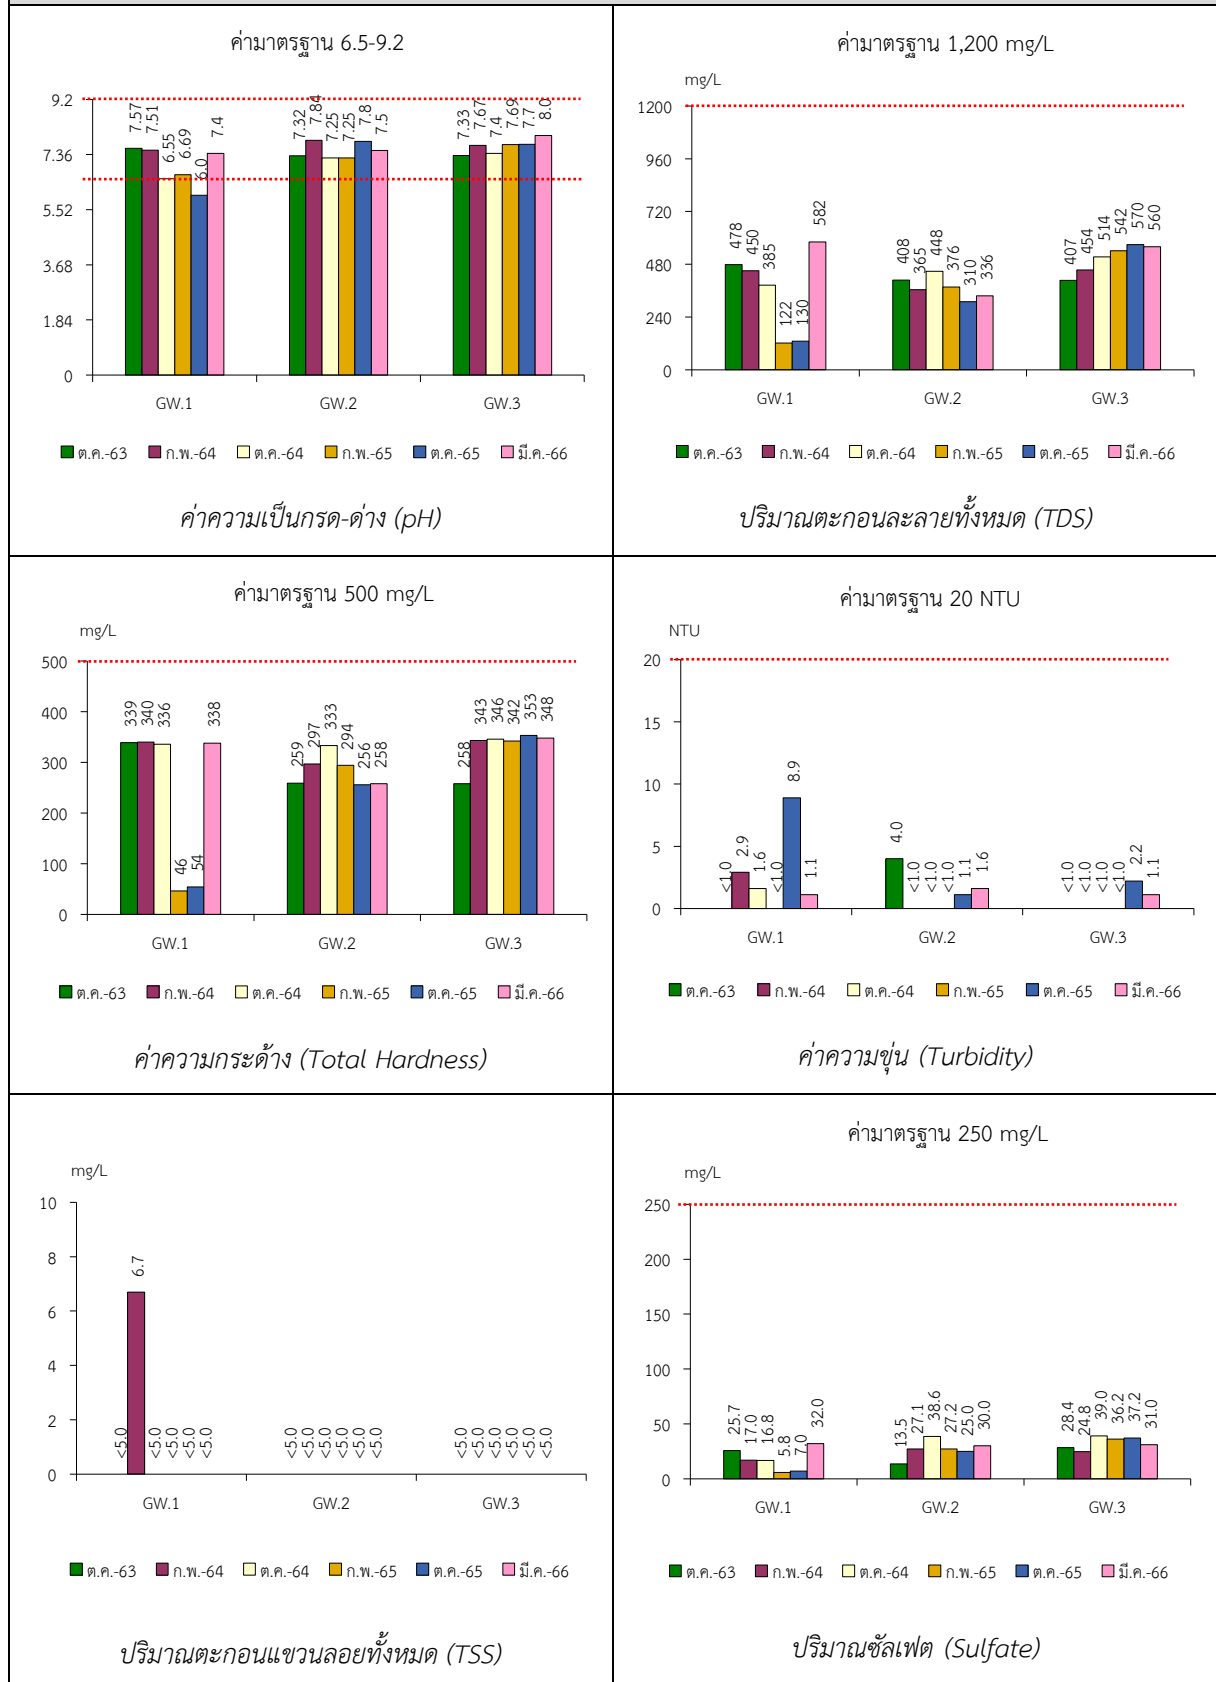 ค่ามาตรฐาน 6.5-9.2
9.2
7.36
5.52
3.68
1.84
0
7.57 7.51 6.55 6.69 6.0 7.4
7.32 7.84 7.25 7.25 7.8 7.5
7.33 7.67 7.4 7.69 7.7 8.0
GW.1 GW.2 GW.3
ต.ค.-63 ก.พ.-64 ต.ค.-64 ก.พ.-65 ต.ค.-65 มี.ค.-66
ค่าความเป็นกรด-ด่าง (pH)
ค่ามาตรฐาน 1,200 mg/L
mg/L
1200
960
720
480
240
0
478 450 385 122 130 582
408 365 448 376 310 336
407 454 514 542 570 560
GW.1 GW.2 GW.3
ต.ค.-63 ก.พ.-64 ต.ค.-64 ก.พ.-65 ต.ค.-65 มี.ค.-66
ปริมาณตะกอนละลายทั้งหมด (TDS)
ค่ามาตรฐาน 500 mg/L
mg/L
500
400
300
200
100
0
339 340 336 46 54 338
259 297 333 294 256 258
258 343 346 342 353 348
GW.1 GW.2 GW.3
ต.ค.-63 ก.พ.-64 ต.ค.-64 ก.พ.-65 ต.ค.-65 มี.ค.-66
ค่าความกระด้าง (Total Hardness)
ค่ามาตรฐาน 20 NTU
NTU
20
15
10
5
0
<1.0 2.9 1.6 <1.0 8.9 1.1
4.0 <1.0 <1.0 <1.0 1.1 1.6
<1.0 <1.0 <1.0 <1.0 2.2 1.1
GW.1 GW.2 GW.3
ต.ค.-63 ก.พ.-64 ต.ค.-64 ก.พ.-65 ต.ค.-65 มี.ค.-66
ค่าความขุ่น (Turbidity)
mg/L
10
8
6
4
2
0
<5.0 6.7 <5.0 <5.0 <5.0 <5.0
<5.0 <5.0 <5.0 <5.0 <5.0 <5.0
<5.0 <5.0 <5.0 <5.0 <5.0 <5.0
GW.1 GW.2 GW.3
ต.ค.-63 ก.พ.-64 ต.ค.-64 ก.พ.-65 ต.ค.-65 มี.ค.-66
ปริมาณตะกอนแขวนลอยทั้งหมด (TSS)
ค่ามาตรฐาน 250 mg/L
mg/L
250
200
150
100
50
0
25.7 17.0 16.8 5.8 7.0 32.0
13.5 27.1 38.6 27.2 25.0 30.0
28.4 24.8 39.0 36.2 37.2 31.0
GW.1 GW.2 GW.3
ต.ค.-63 ก.พ.-64 ต.ค.-64 ก.พ.-65 ต.ค.-65 มี.ค.-66
ปริมาณซัลเฟต (Sulfate)